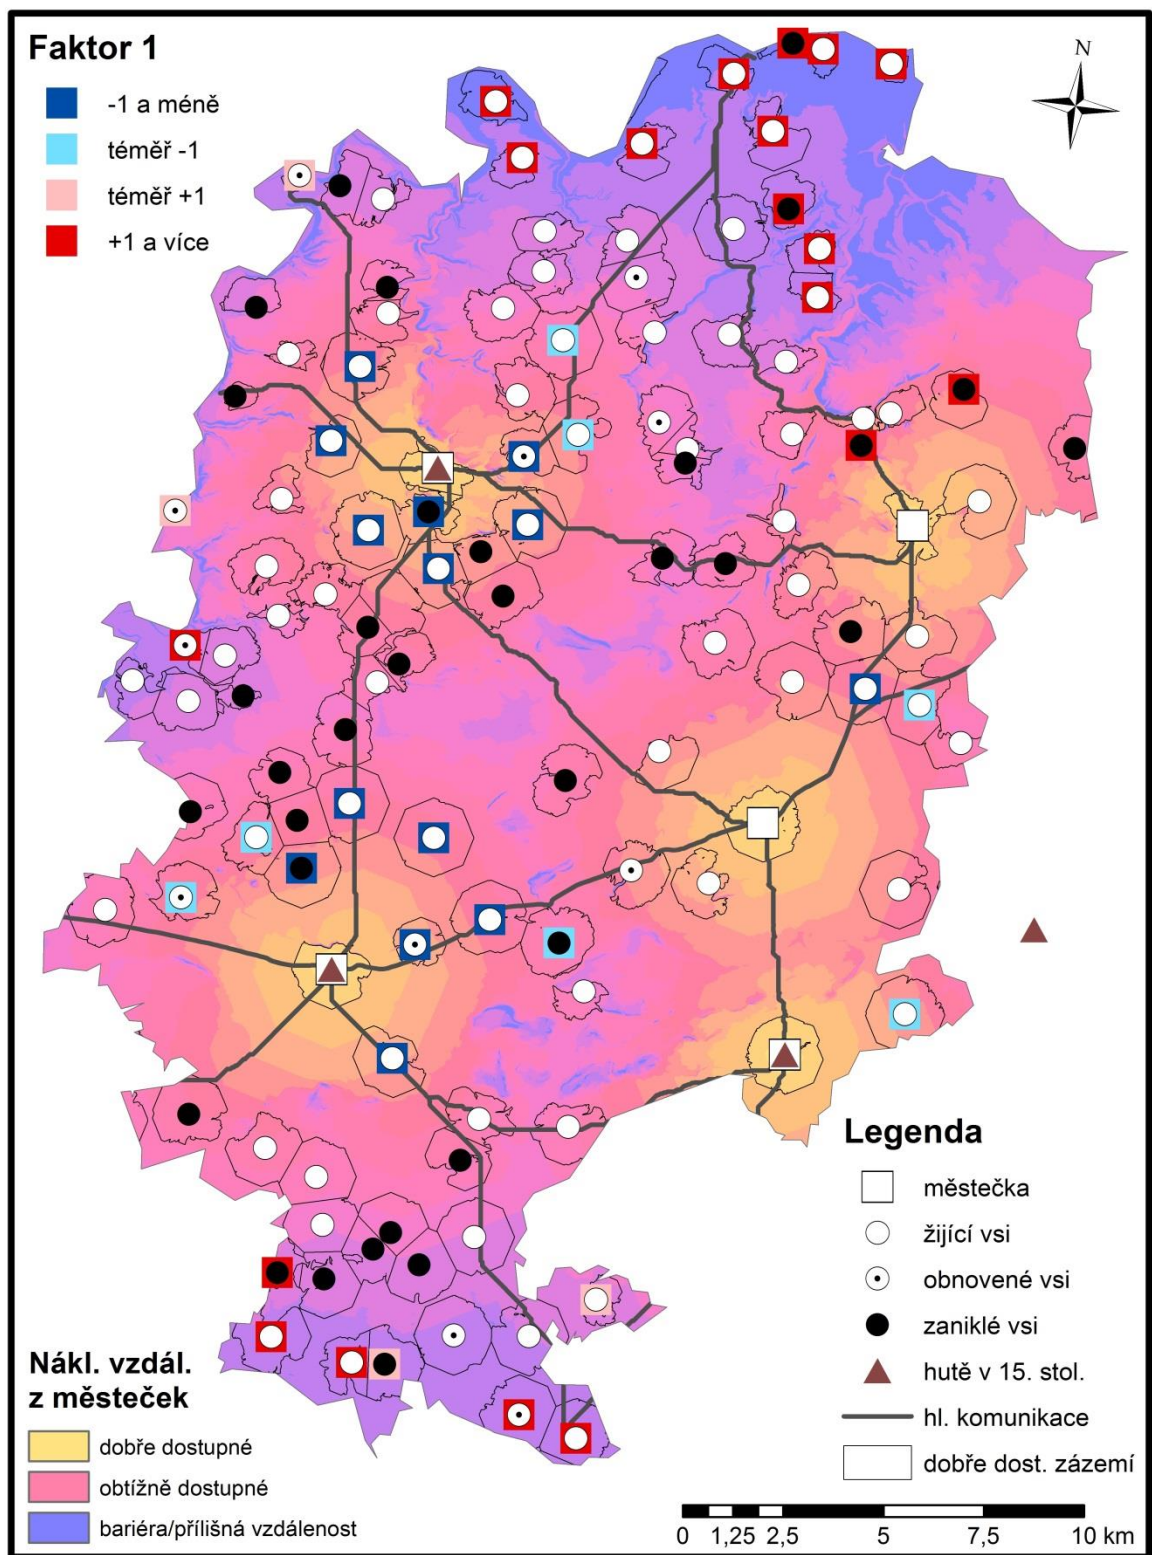 Faktor 1
-1 a méně
téměř -1
téměř +1
+1 a více
N
Legenda
městečka
žijící vsi
obnovené vsi
zaniklé vsi
hutě v 15. stol.
hl. komunikace
dobře dost. zázemí
Nákl. vzdál.
z městeček
dobře dostupné
obtížně dostupné
bariéra/přílišná vzdálenost
0 1,25 2,5 5 7,5 10 km